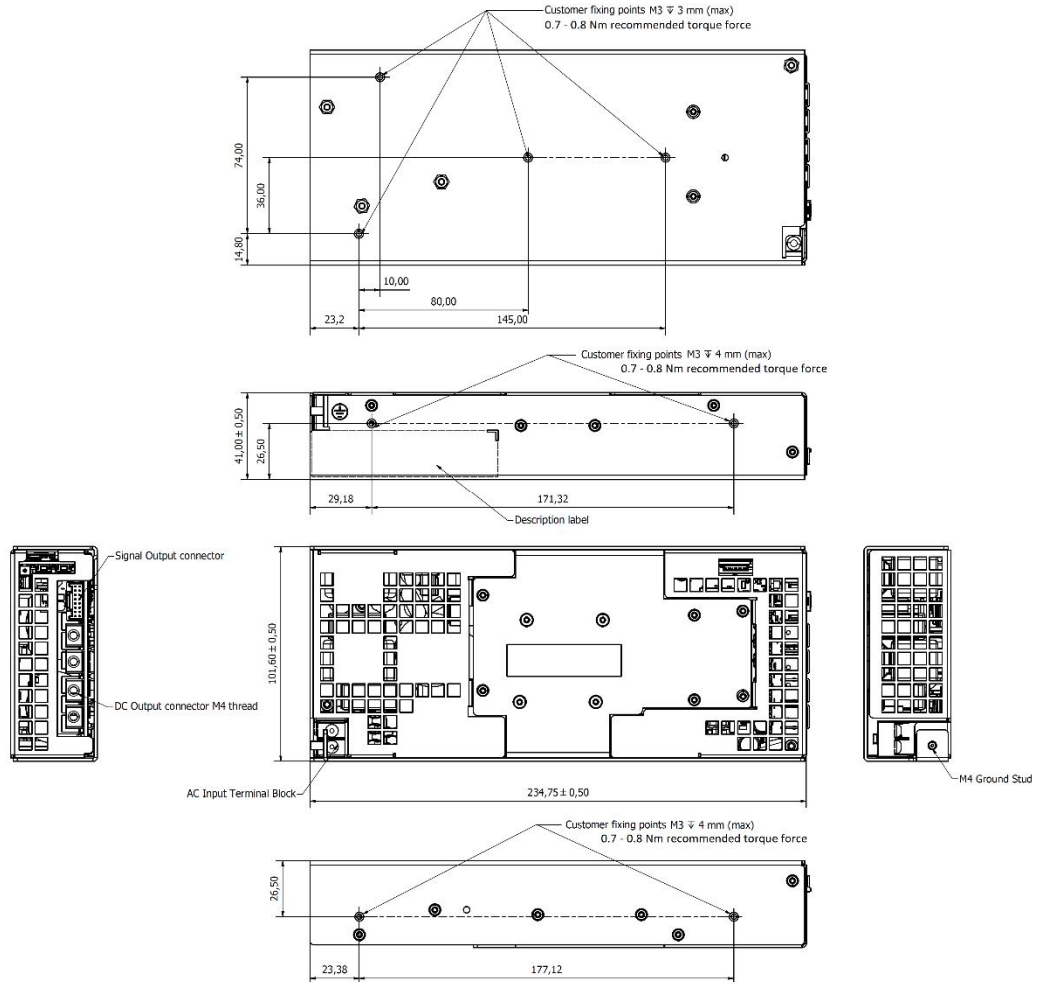 Customer fixing points M3 ↧ 3 mm (max)
0.7 - 0.8 Nm recommended torque force
74,00
36,00
14,80
10,00
80,00
23,2
145,00
Customer fixing points M3 ↧ 4 mm (max)
0.7 - 0.8 Nm recommended torque force
41,00 ± 0,50
26,50
29,18
171,32
Description label
Signal Output connector
101,60 ± 0,50
DC Output connector M4 thread
AC Input Terminal Block
M4 Ground Stud
234,75 ± 0,50
Customer fixing points M3 ↧ 4 mm (max)
0.7 - 0.8 Nm recommended torque force
26,50
23,38
177,12